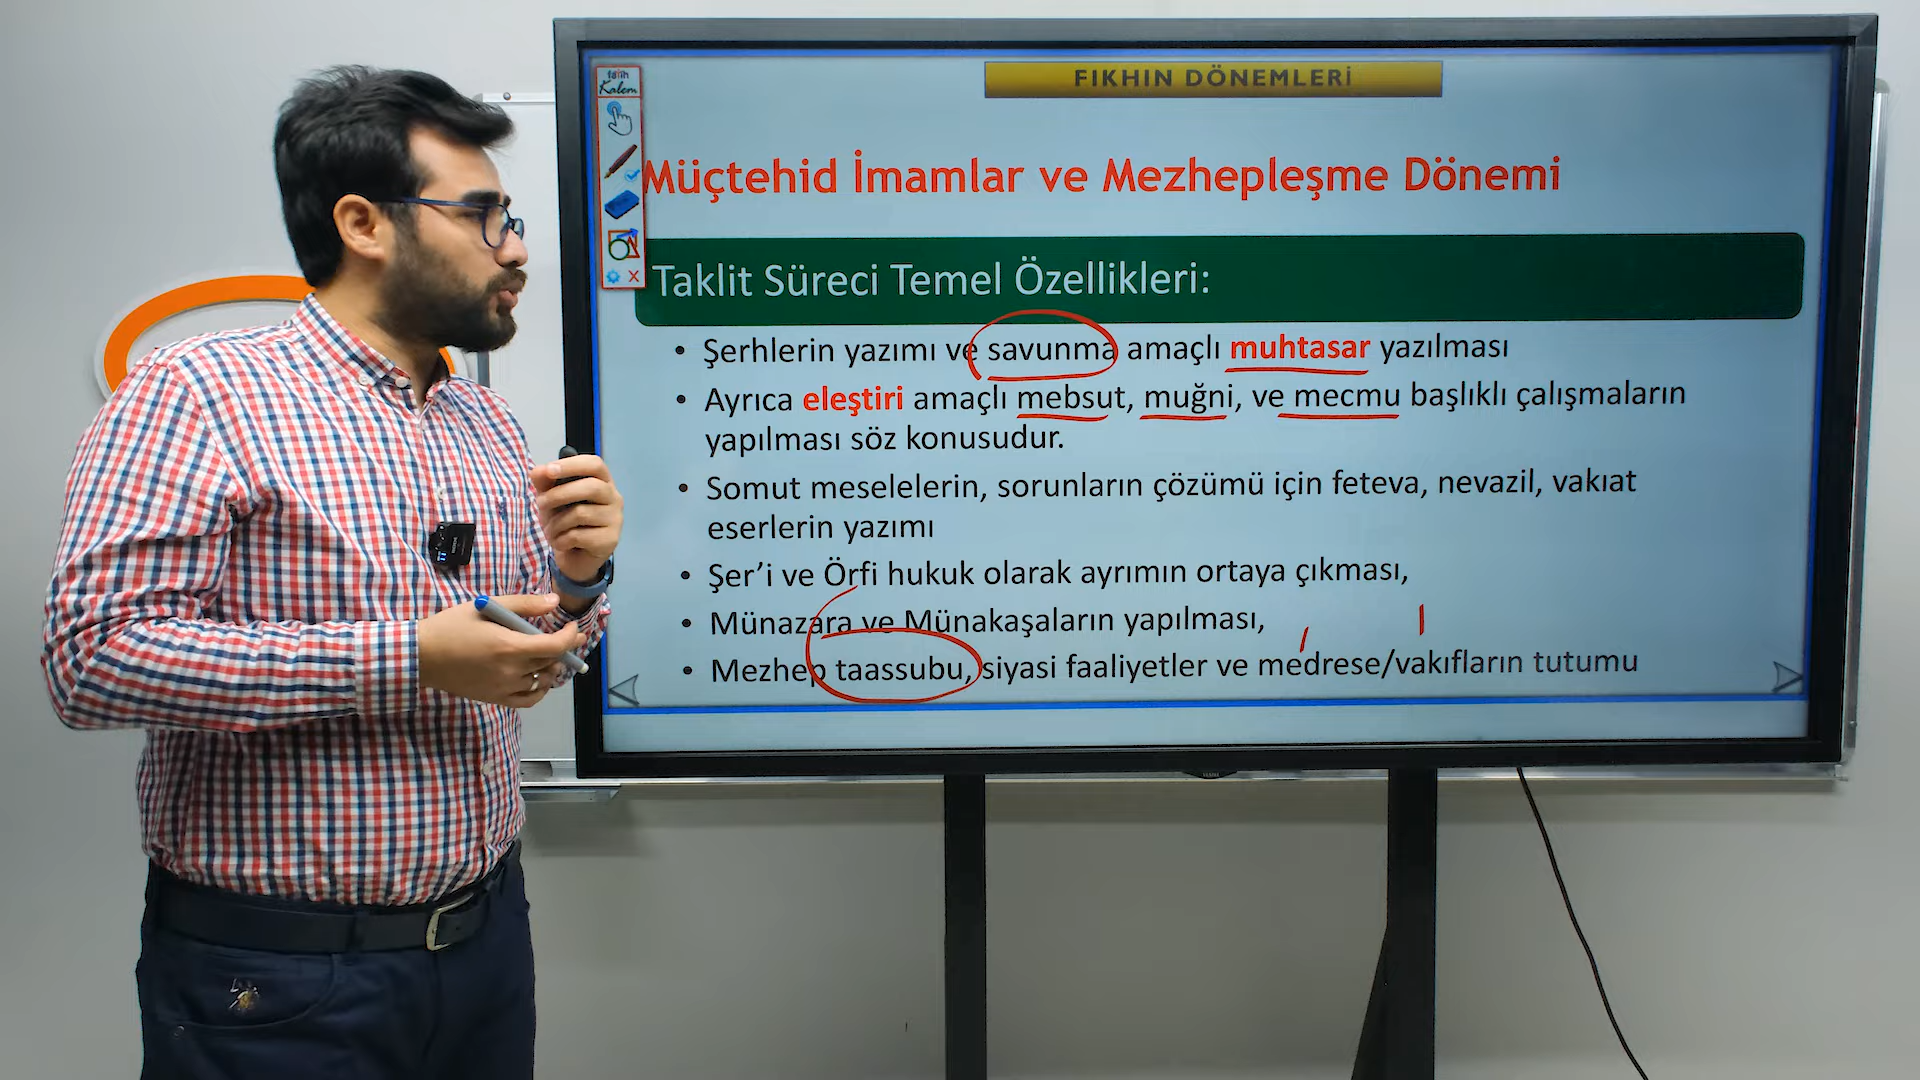 fatih
Kalem
FIKHIN DÖNEMLERİ
Müçtehid İmamlar ve Mezhepleşme Dönemi
Taklit Süreci Temel Özellikleri:
• Şerhlerin yazımı ve savunma amaçlı muhtasar yazılması
• Ayrıca eleştiri amaçlı mebsut, muğni, ve mecmu başlıklı çalışmaların
yapılması söz konusudur.
• Somut meselelerin, sorunların çözümü için feteva, nevazil, vakıat
eserlerin yazımı
• Şer'i ve Örfi hukuk olarak ayrımın ortaya çıkması,
• Münazara ve Münakaşaların yapılması,
• Mezhep taassubu, siyasi faaliyetler ve medrese/vakıfların tutumu